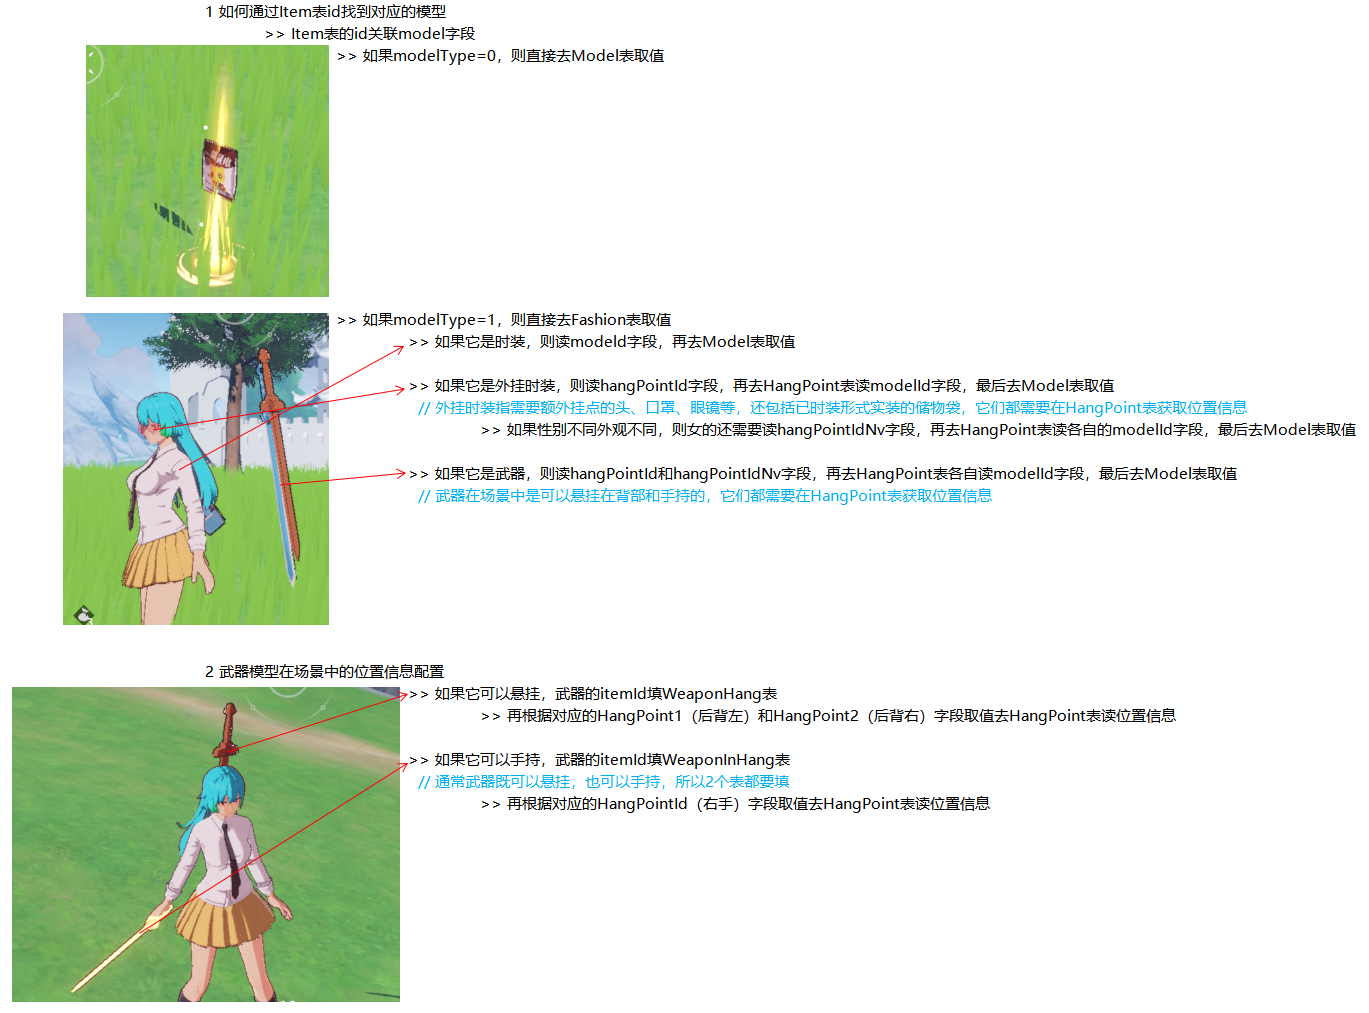 1 如何通过Item表id找到对应的模型
>> Item表的id关联model字段
>> 如果modelType=0，则直接去Model表取值
>> 如果modelType=1，则直接去Fashion表取值
>> 如果它是时装，则读modeld字段，再去Model表取值
>> 如果它是外挂时装，则读hangPointId字段，再去HangPoint表读modelId字段，最后去Model表取值
// 外挂时装指需要额外挂点的头、口罩、眼镜等，还包括已时装形式实装的储物袋，它们都需要在HangPoint表获取位置信息
>> 如果性别不同外观不同，则女的还需要读hangPointIdNv字段，再去HangPoint表读各自的modelId字段，最后去Model表取值
>> 如果它是武器，则读hangPointId和hangPointIdNv字段，再去HangPoint表各自读modelId字段，最后去Model表取值
// 武器在场景中是可以悬挂在背部和手持的，它们都需要在HangPoint表获取位置信息
2 武器模型在场景中的位置信息配置
>> 如果它可以悬挂，武器的itemId填WeaponHang表
>> 再根据对应的HangPoint1（后背左）和HangPoint2（后背右）字段取值去HangPoint表读位置信息
>> 如果它可以手持，武器的itemId填WeaponInHang表
// 通常武器既可以悬挂，也可以手持，所以2个表都要填
>> 再根据对应的HangPointId（右手）字段取值去HangPoint表读位置信息